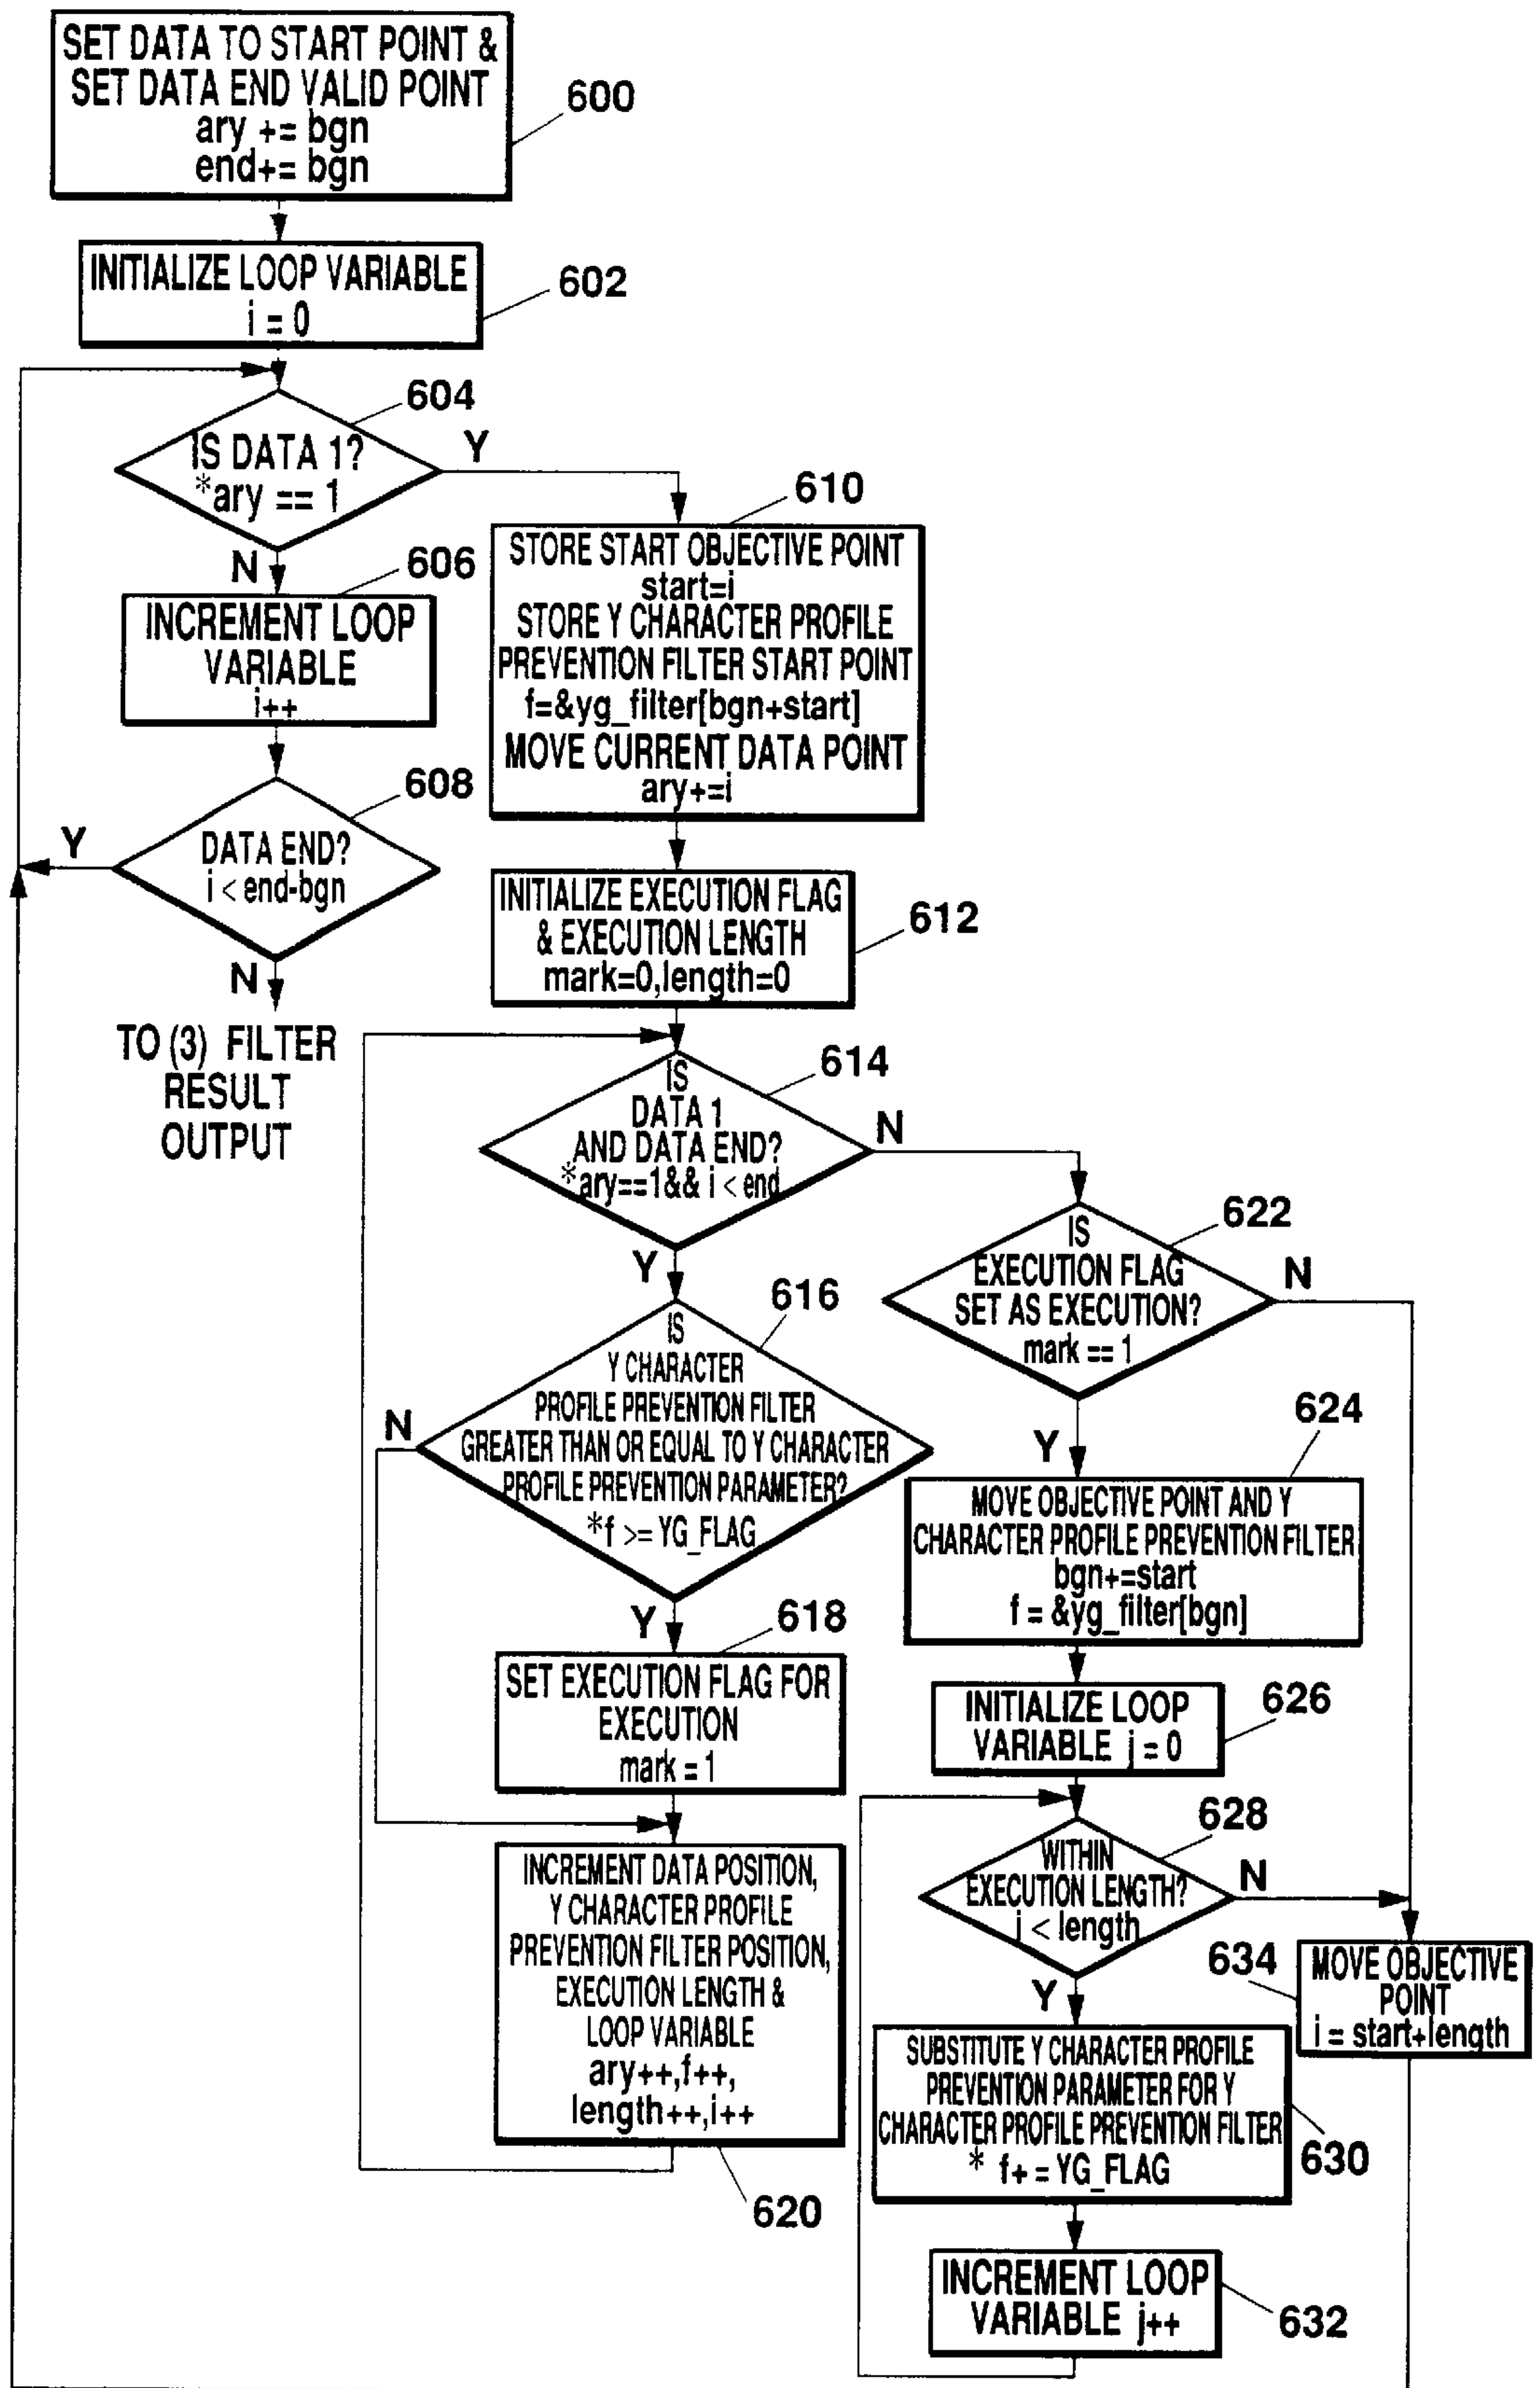 SET DATA TO START POINT &
SET DATA END VALID POINT
ary += bgn
end+= bgn
600
INITIALIZE LOOP VARIABLE
i = 0
602
604
IS DATA 1?
*ary == 1
Y
N
606
INCREMENT LOOP
VARIABLE
i++
608
DATA END?
i < end-bgn
Y
N
TO (3) FILTER
RESULT
OUTPUT
610
STORE START OBJECTIVE POINT
start=i
STORE Y CHARACTER PROFILE
PREVENTION FILTER START POINT
f=&yg_filter[bgn+start]
MOVE CURRENT DATA POINT
ary+=i
INITIALIZE EXECUTION FLAG
& EXECUTION LENGTH
mark=0,length=0
612
614
IS
DATA 1
AND DATA END?
*ary==1&& i < end
N
Y
616
IS
Y CHARACTER
PROFILE PREVENTION FILTER
GREATER THAN OR EQUAL TO Y CHARACTER
PROFILE PREVENTION PARAMETER?
*f >= YG_FLAG
N
Y
618
SET EXECUTION FLAG FOR
EXECUTION
mark = 1
INCREMENT DATA POSITION,
Y CHARACTER PROFILE
PREVENTION FILTER POSITION,
EXECUTION LENGTH &
LOOP VARIABLE
ary++,f++,
length++,i++
620
622
IS
EXECUTION FLAG
SET AS EXECUTION?
mark == 1
N
Y
624
MOVE OBJECTIVE POINT AND Y
CHARACTER PROFILE PREVENTION FILTER
bgn+=start
f = &yg_filter[bgn]
INITIALIZE LOOP
VARIABLE j = 0
626
628
WITHIN
EXECUTION LENGTH?
j < length
N
Y
634
MOVE OBJECTIVE
POINT
i = start+length
SUBSTITUTE Y CHARACTER PROFILE
PREVENTION PARAMETER FOR Y
CHARACTER PROFILE PREVENTION FILTER
* f+ = YG_FLAG
630
INCREMENT LOOP
VARIABLE j++
632